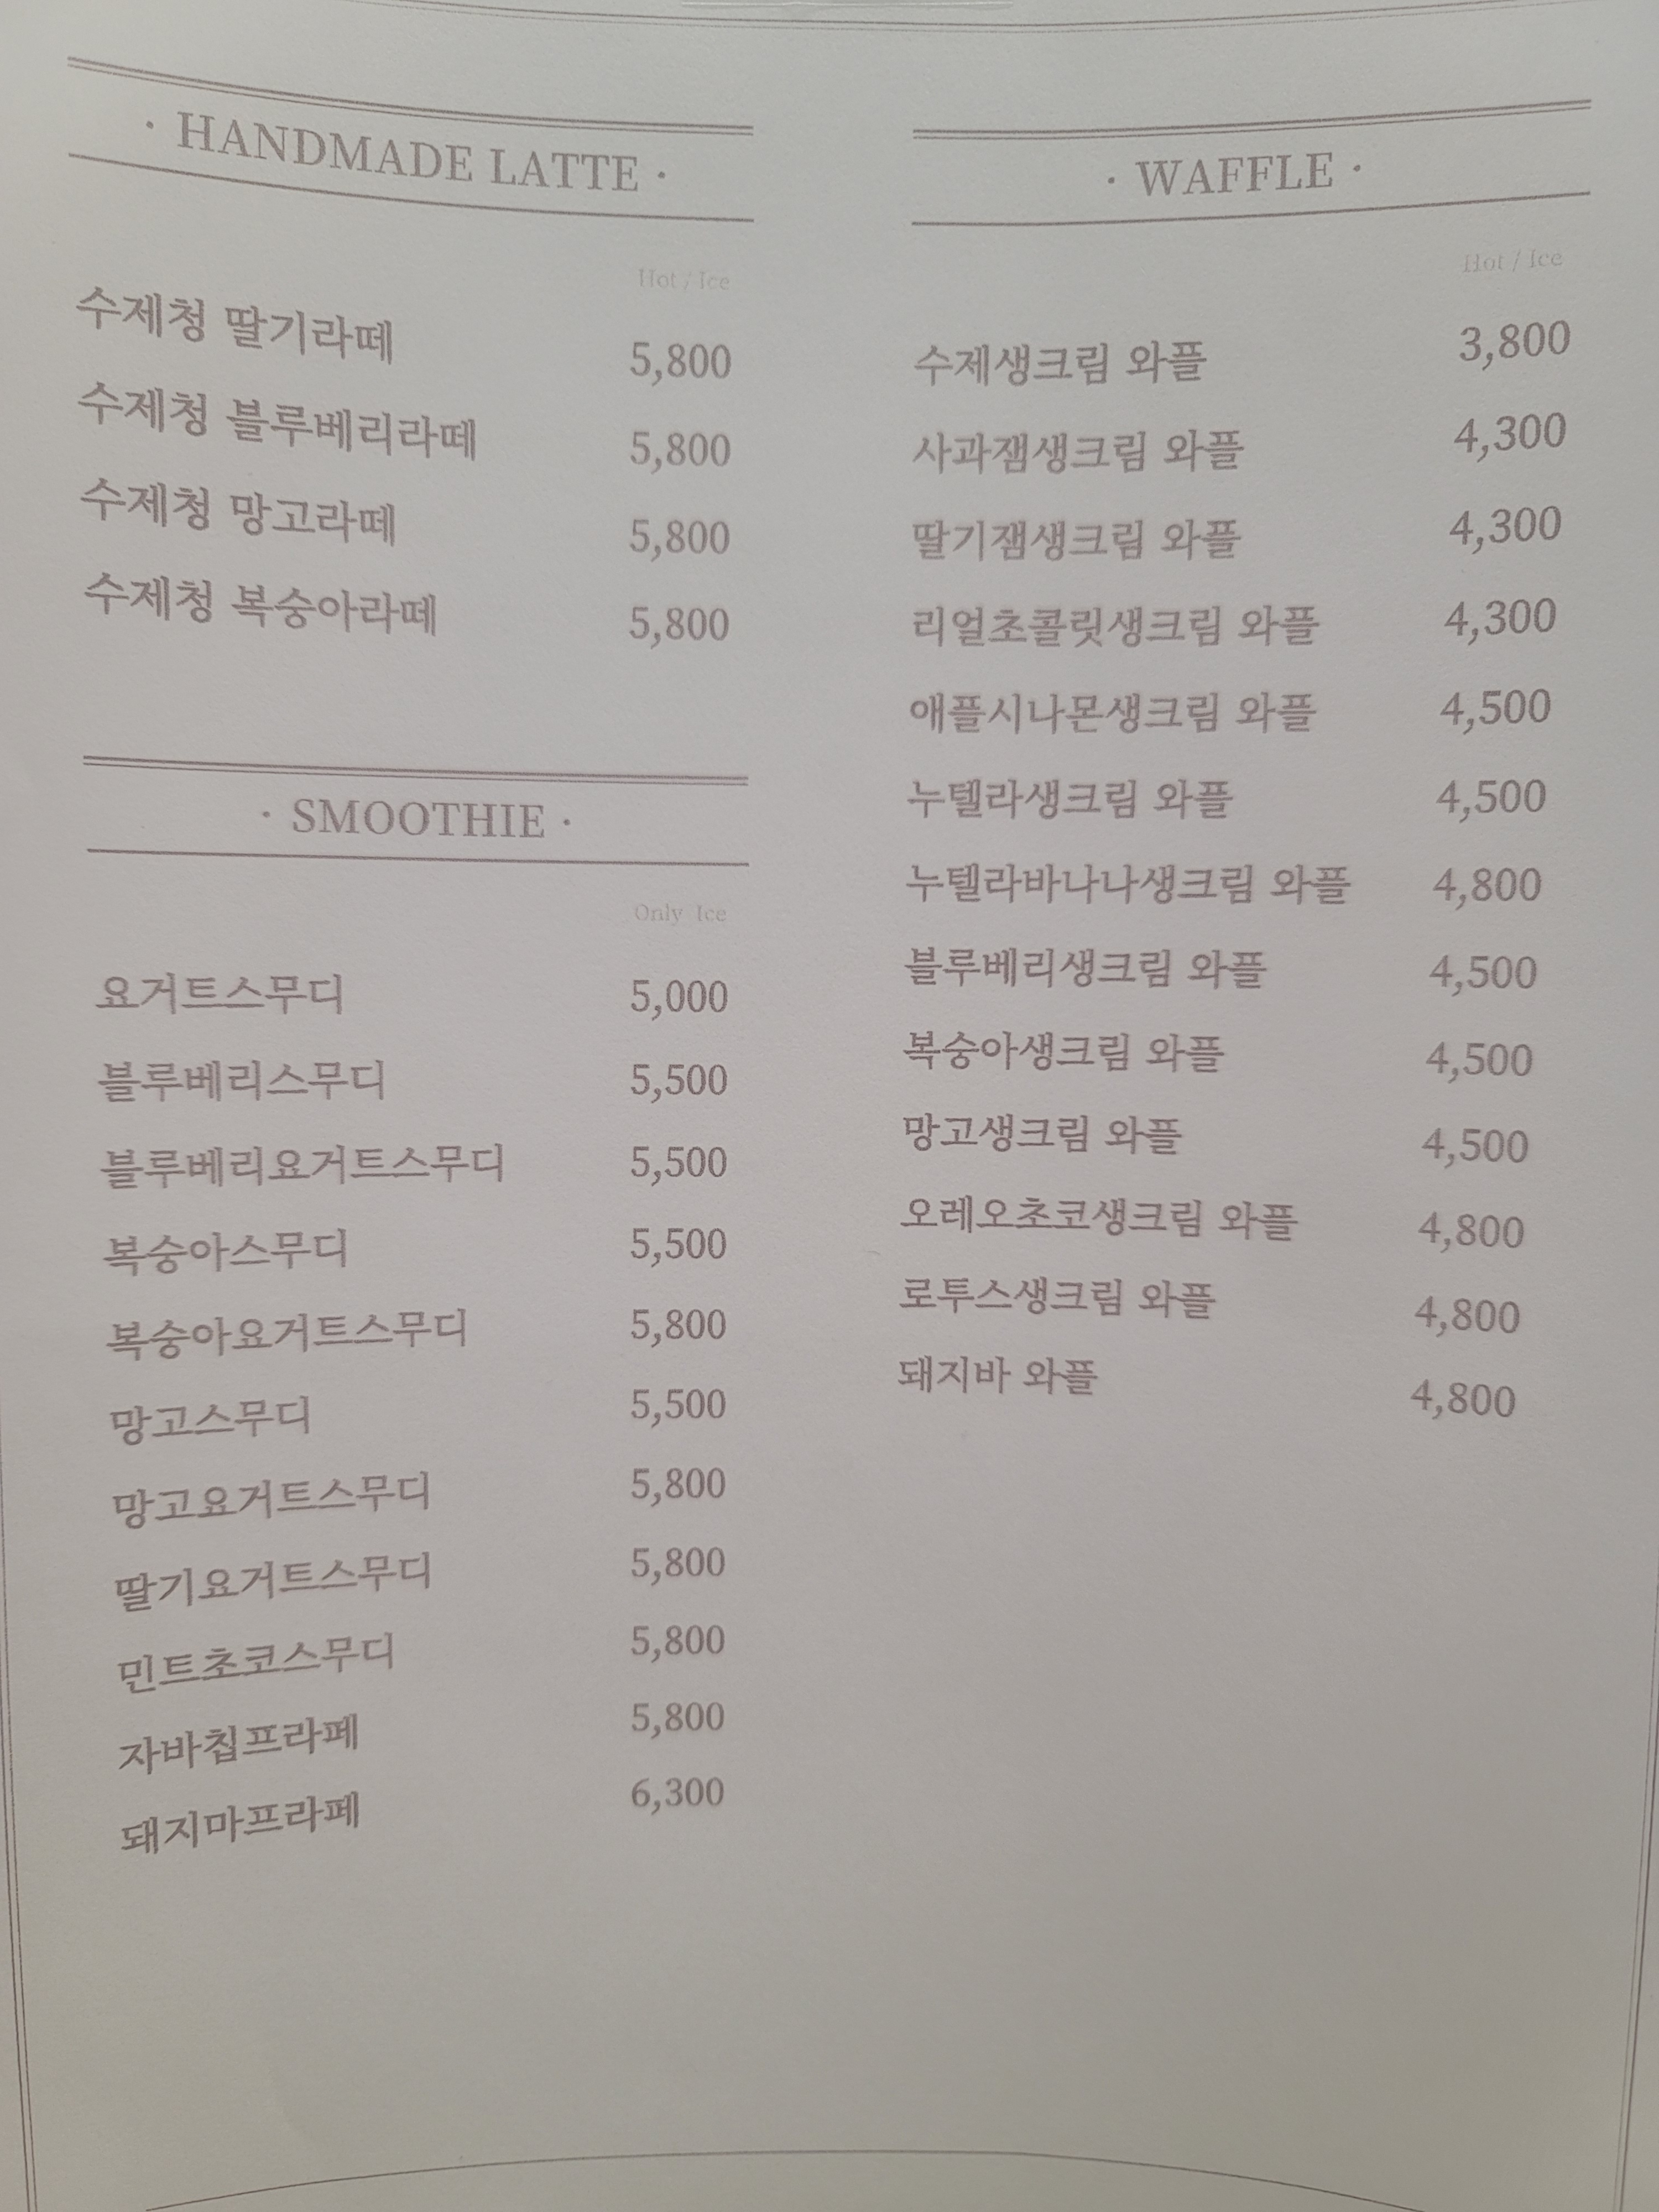 · HANDMADE LATTE ·
Hot / Ice
수제청 딸기라떼 5,800
수제청 블루베리라떼 5,800
수제청 망고라떼 5,800
수제청 복숭아라떼 5,800
· SMOOTHIE ·
Only Ice
요거트스무디 5,000
블루베리스무디 5,500
블루베리요거트스무디 5,500
복숭아스무디 5,500
복숭아요거트스무디 5,800
망고스무디 5,500
망고요거트스무디 5,800
딸기요거트스무디 5,800
민트초코스무디 5,800
자바칩프라페 5,800
돼지마프라페 6,300
· WAFFLE ·
Hot / Ice
수제생크림 와플 3,800
사과잼생크림 와플 4,300
딸기잼생크림 와플 4,300
리얼초콜릿생크림 와플 4,300
애플시나몬생크림 와플 4,500
누텔라생크림 와플 4,500
누텔라바나나생크림 와플 4,800
블루베리생크림 와플 4,500
복숭아생크림 와플 4,500
망고생크림 와플 4,500
오레오초코생크림 와플 4,800
로투스생크림 와플 4,800
돼지바 와플 4,800